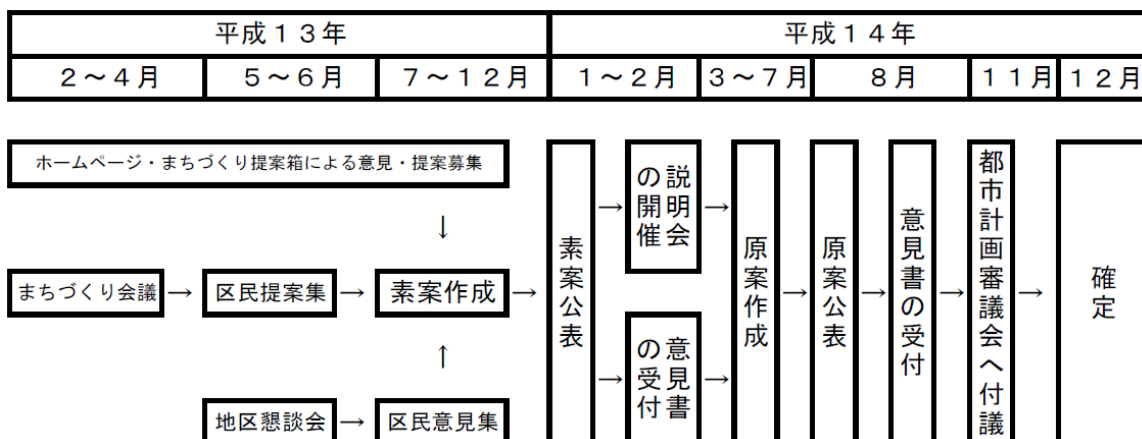 平成１３年
平成１４年
２～４月
５～６月
７～１２月
１～２月
３～７月
８月
１１月
１２月
ホームページ・まちづくり提案箱による意見・提案募集
↓
まちづくり会議
→
区民提案集
→
素案作成
→
↑
地区懇談会
→
区民意見集
素案公表
→
説明会
の開催
→
→
意見書
の受付
→
原案作成
→
原案公表
→
意見書の受付
→
都市計画審議会へ付議
→
確定